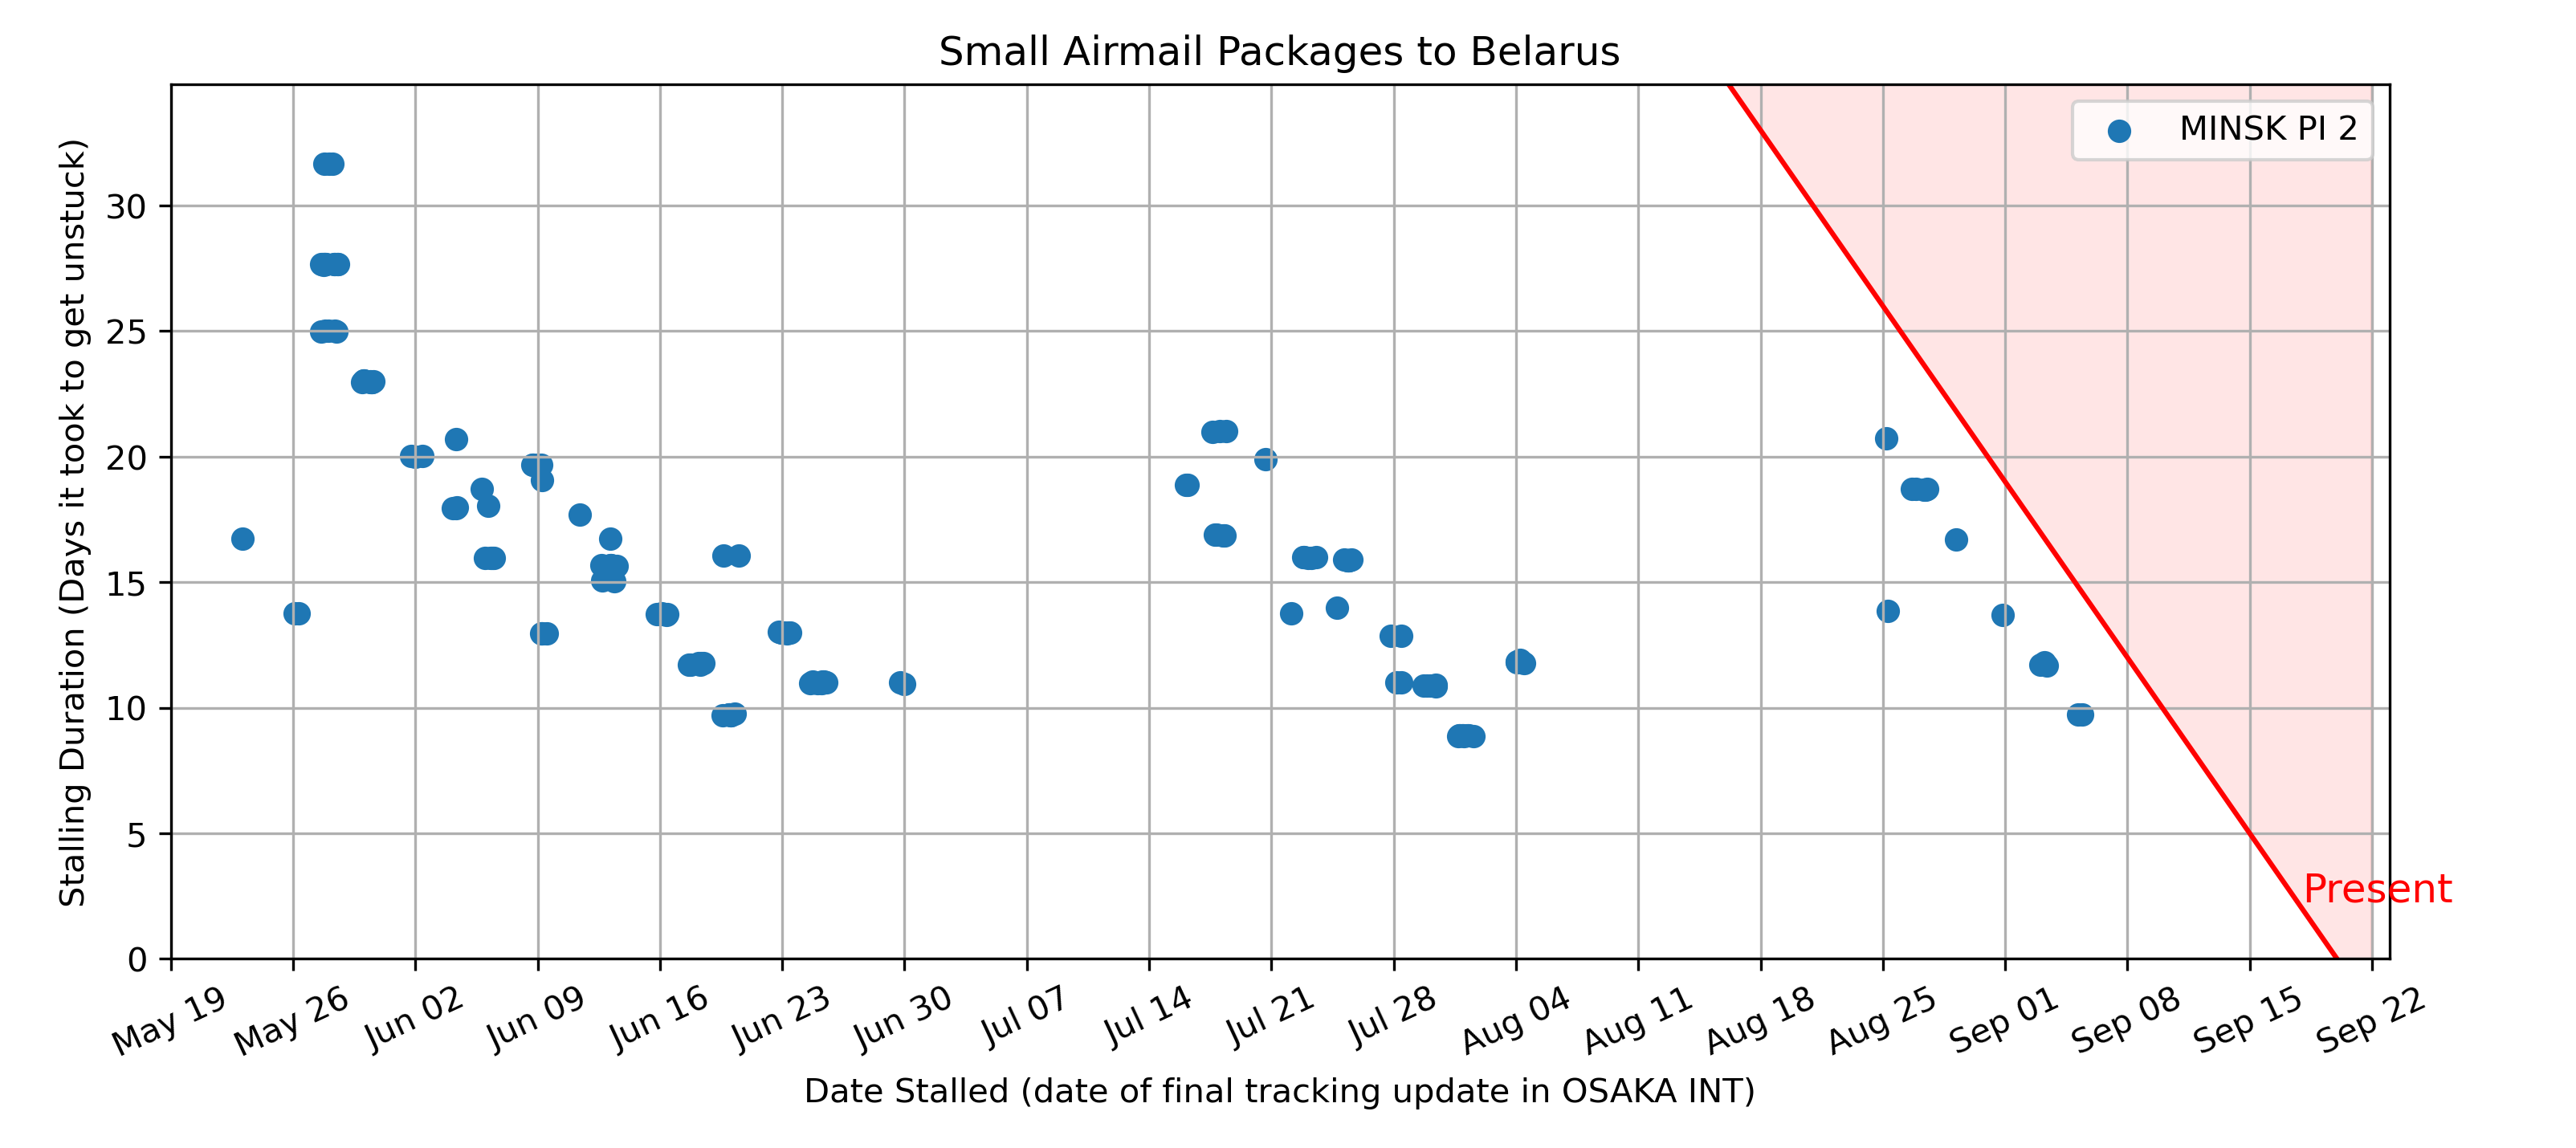 Small Airmail Packages to Belarus
MINSK PI 2
Stalling Duration (Days it took to get unstuck)
30
25
20
15
10
5
0
Present
May 19
May 26
Jun 02
Jun 09
Jun 16
Jun 23
Jun 30
Jul 07
Jul 14
Jul 21
Jul 28
Aug 04
Aug 11
Aug 18
Aug 25
Sep 01
Sep 08
Sep 15
Sep 22
Date Stalled (date of final tracking update in OSAKA INT)